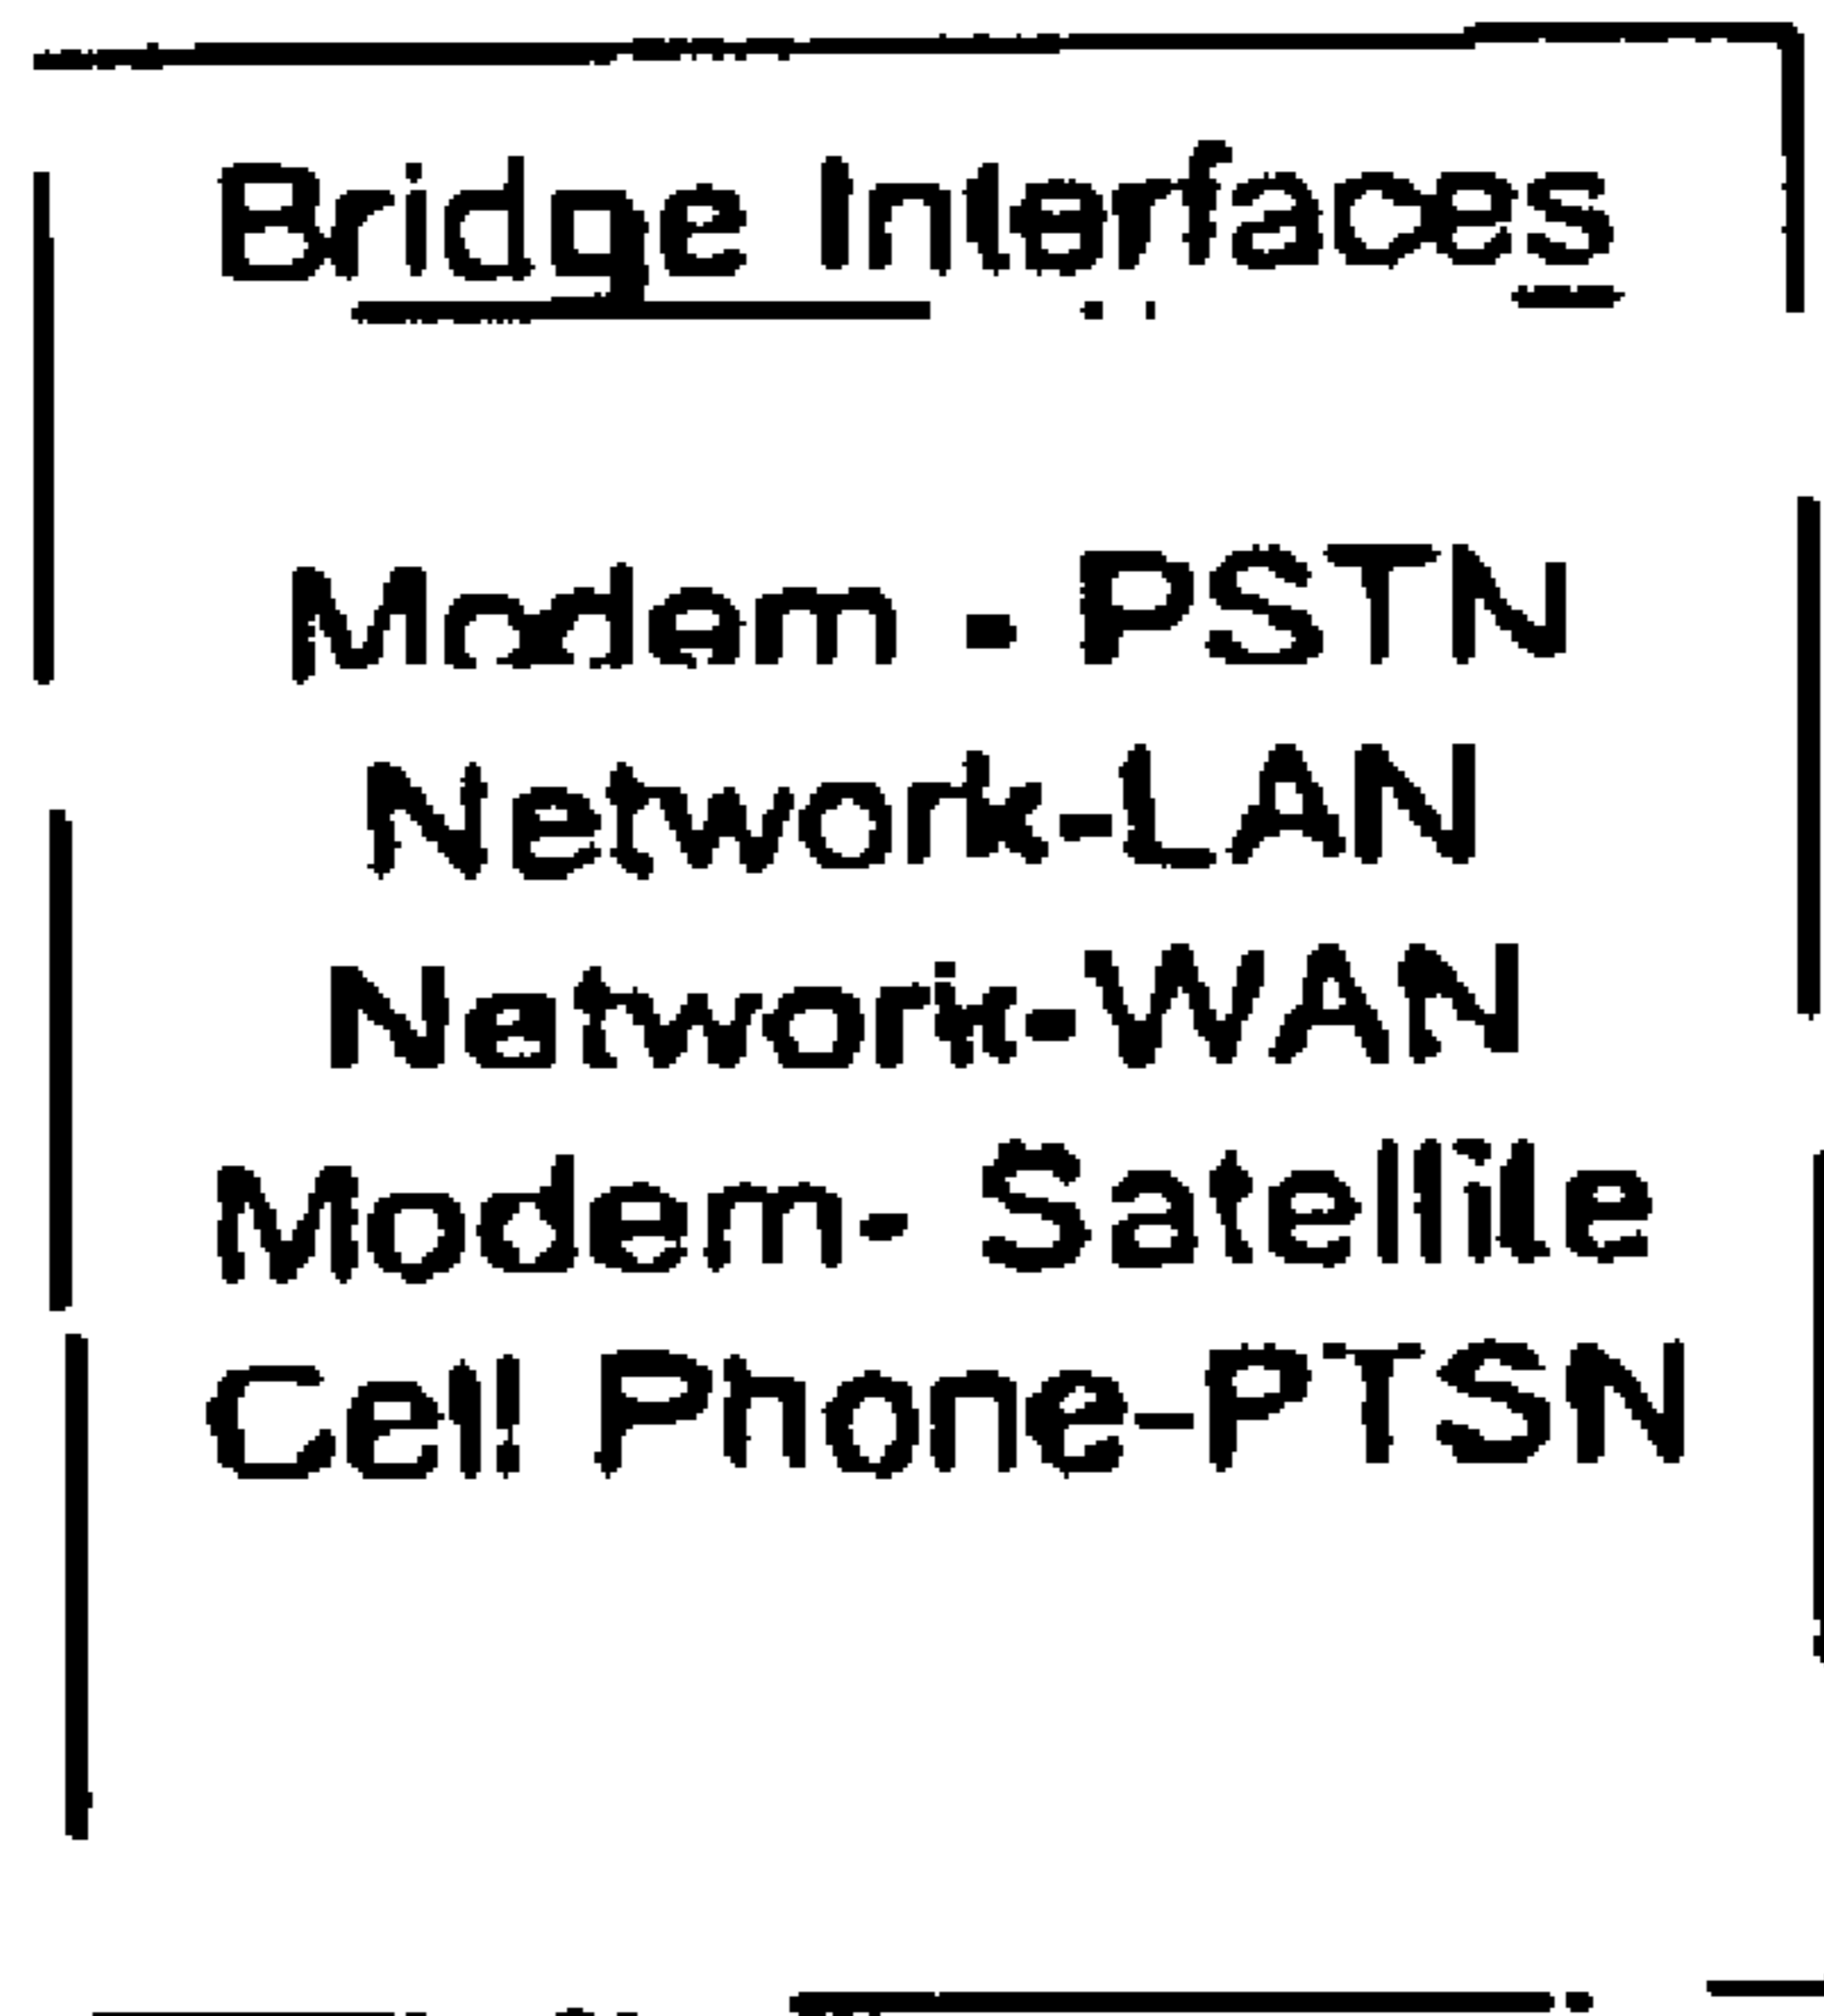 Bridge Interfaces
Modem - PSTN
Network-LAN
Network-WAN
Modem- Satellite
Cell Phone-PTSN